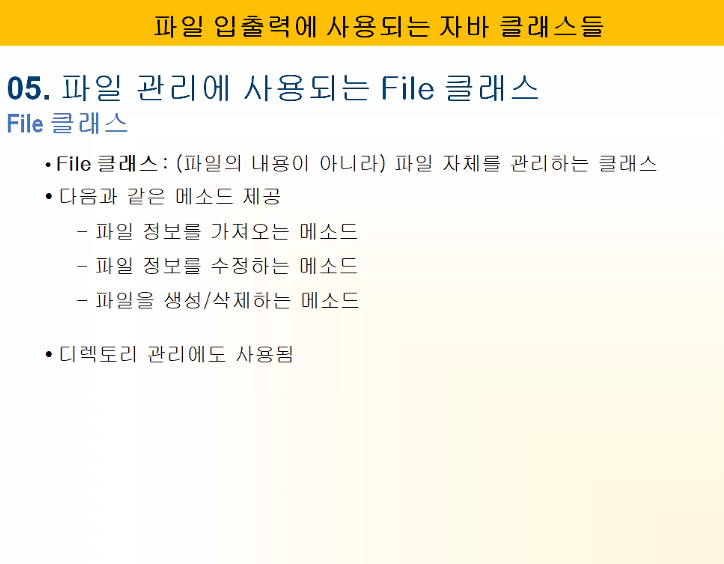 파일 입출력에 사용되는 자바 클래스들
05. 파일 관리에 사용되는 File 클래스
File 클래스
• File 클래스 : (파일의 내용이 아니라) 파일 자체를 관리하는 클래스
• 다음과 같은 메소드 제공
– 파일 정보를 가져오는 메소드
– 파일 정보를 수정하는 메소드
– 파일을 생성/삭제하는 메소드
• 디렉토리 관리에도 사용됨